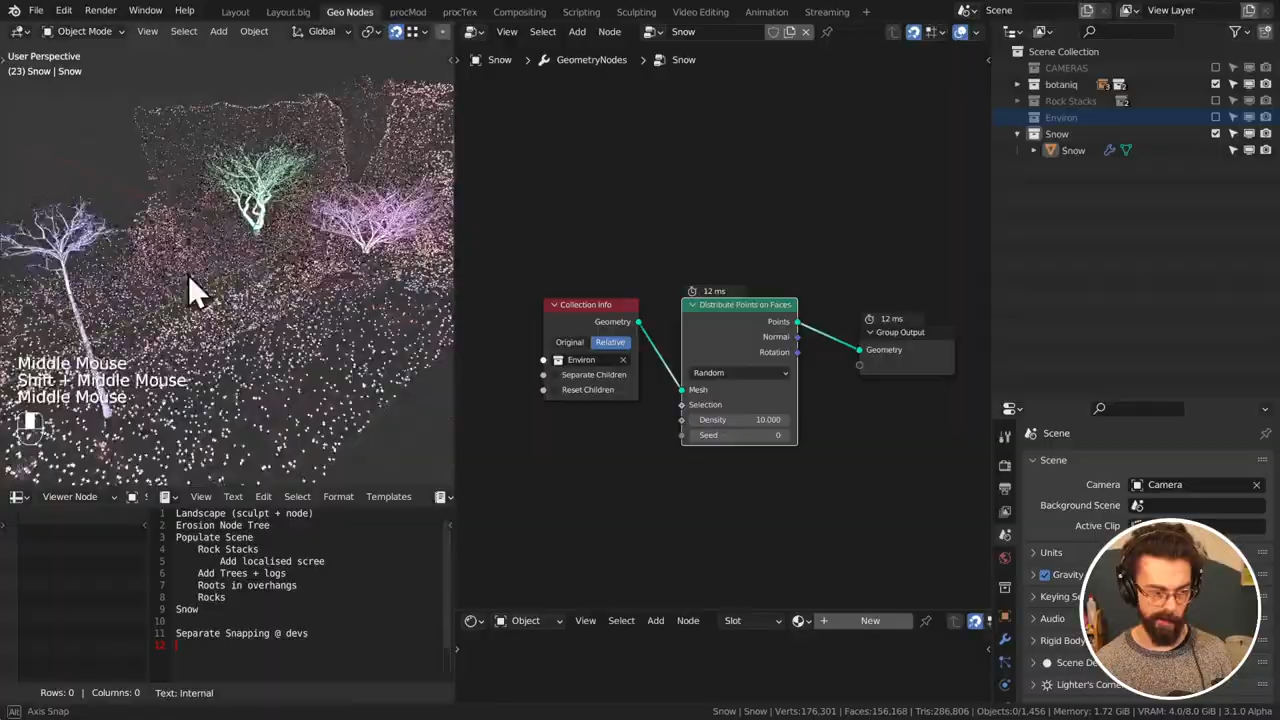 File Edit Render Window Help
Layout Layout.big Geo Nodes procMod procTex Compositing Scripting Sculpting Video Editing Animation Streaming +
Scene
View Layer
Object Mode View Select Add Object Global
View Select Add Node Snow
User Perspective
(23) Snow | Snow
Snow > GeometryNodes > Snow
Scene Collection
CAMERAS
botaniq 3 2
Rock Stacks 2
Environ
Snow
Snow
12 ms
Collection Info
Geometry
Original Relative
Environ
Separate Children
Reset Children
Distribute Points on Faces
Points
Normal
Rotation
Random
Mesh
Selection
Density 10.000
Seed 0
12 ms
Group Output
Geometry
Middle Mouse
Shift + Middle Mouse
Middle Mouse
Viewer Node
View Text Edit Select Format Templates
1 Landscape (sculpt + node)
2 Erosion Node Tree
3 Populate Scene
4 Rock Stacks
5 Add localised scree
6 Add Trees + logs
7 Roots in overhangs
8 Rocks
9 Snow
10
11 Separate Snapping @ devs
12
Rows: 0 | Columns: 0
Text: Internal
Object View Select Add Node Slot New
Scene
Scene
Camera Camera
Background Scene
Active Clip
Units
Gravity
Keying S
Audio
Rigid Body
Scene De
Lighter's Corne
Alt Axis Snap
Snow | Snow | Verts:176,301 | Faces:156,168 | Tris:286,806 | Objects:0/1,456 | Memory: 1.72 GiB | VRAM: 4.0/8.0 GiB | 3.1.0 Alpha